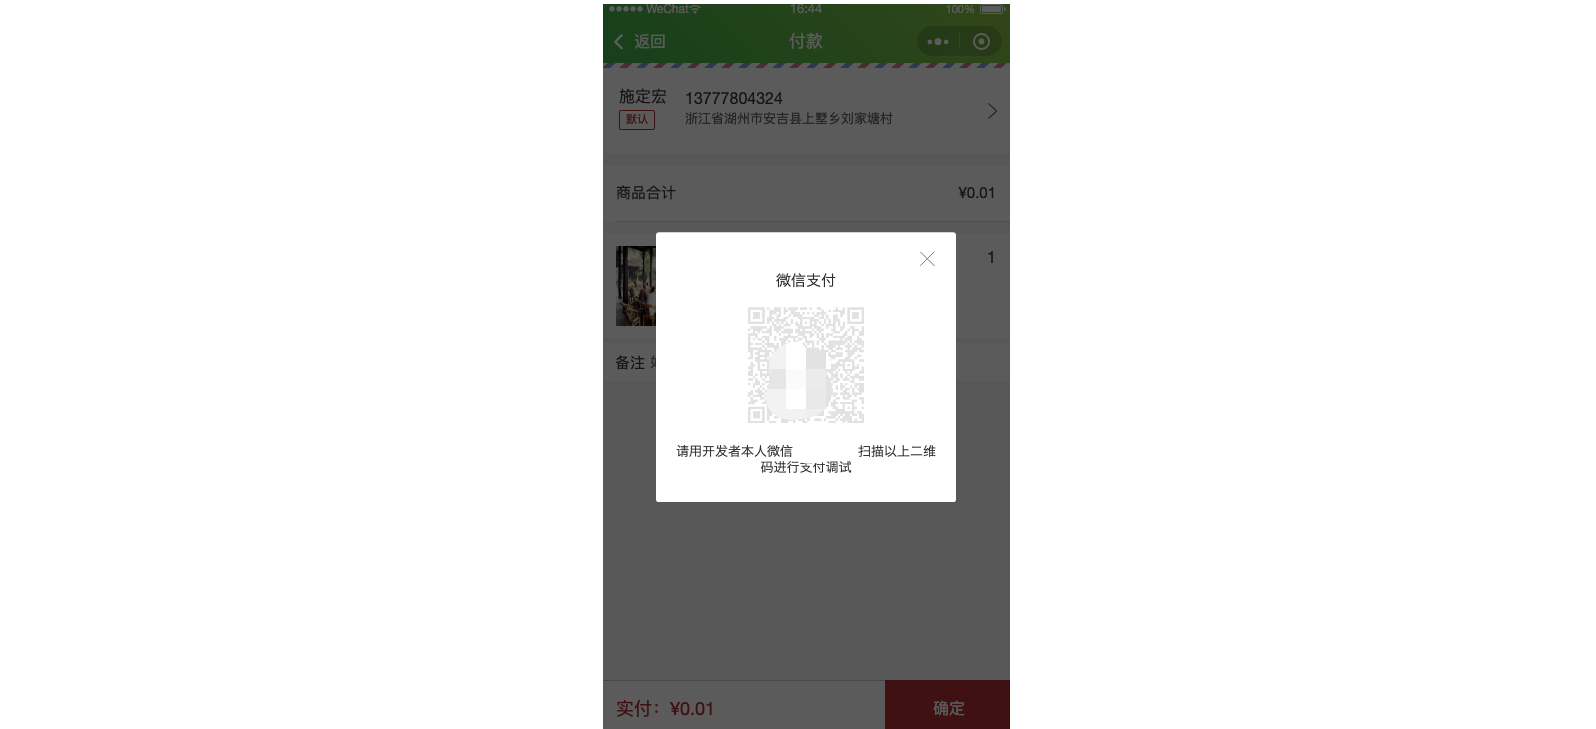 WeChat 16:44 100%
返回 付款
施定宏 13777804324
默认 浙江省湖州市安吉县上墅乡刘家塘村
商品合计 ¥0.01
1
微信支付
备注
请用开发者本人微信 扫描以上二维
码进行支付调试
实付：¥0.01 确定